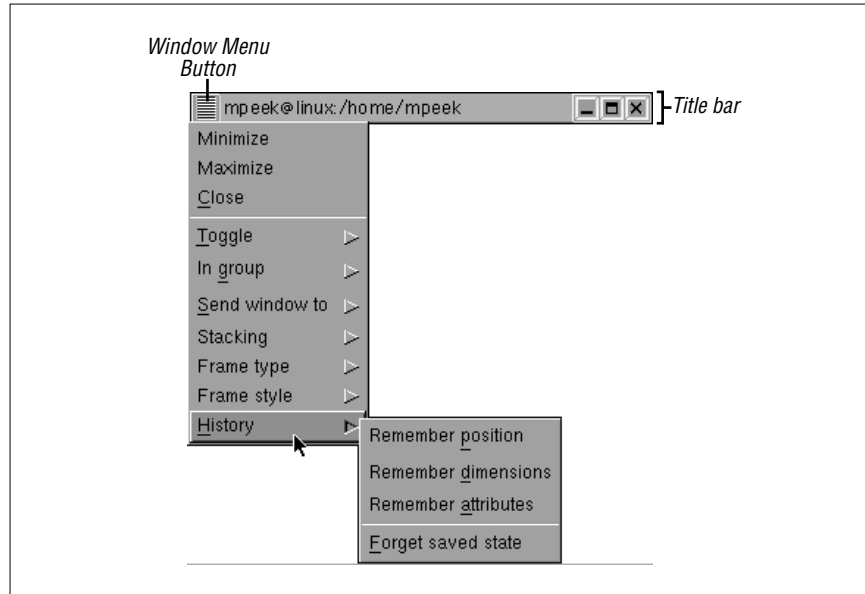 Window Menu
Button
mpeek@linux:/home/mpeek
Title bar
Minimize
Maximize
Close
Toggle
In group
Send window to
Stacking
Frame type
Frame style
History
Remember position
Remember dimensions
Remember attributes
Forget saved state